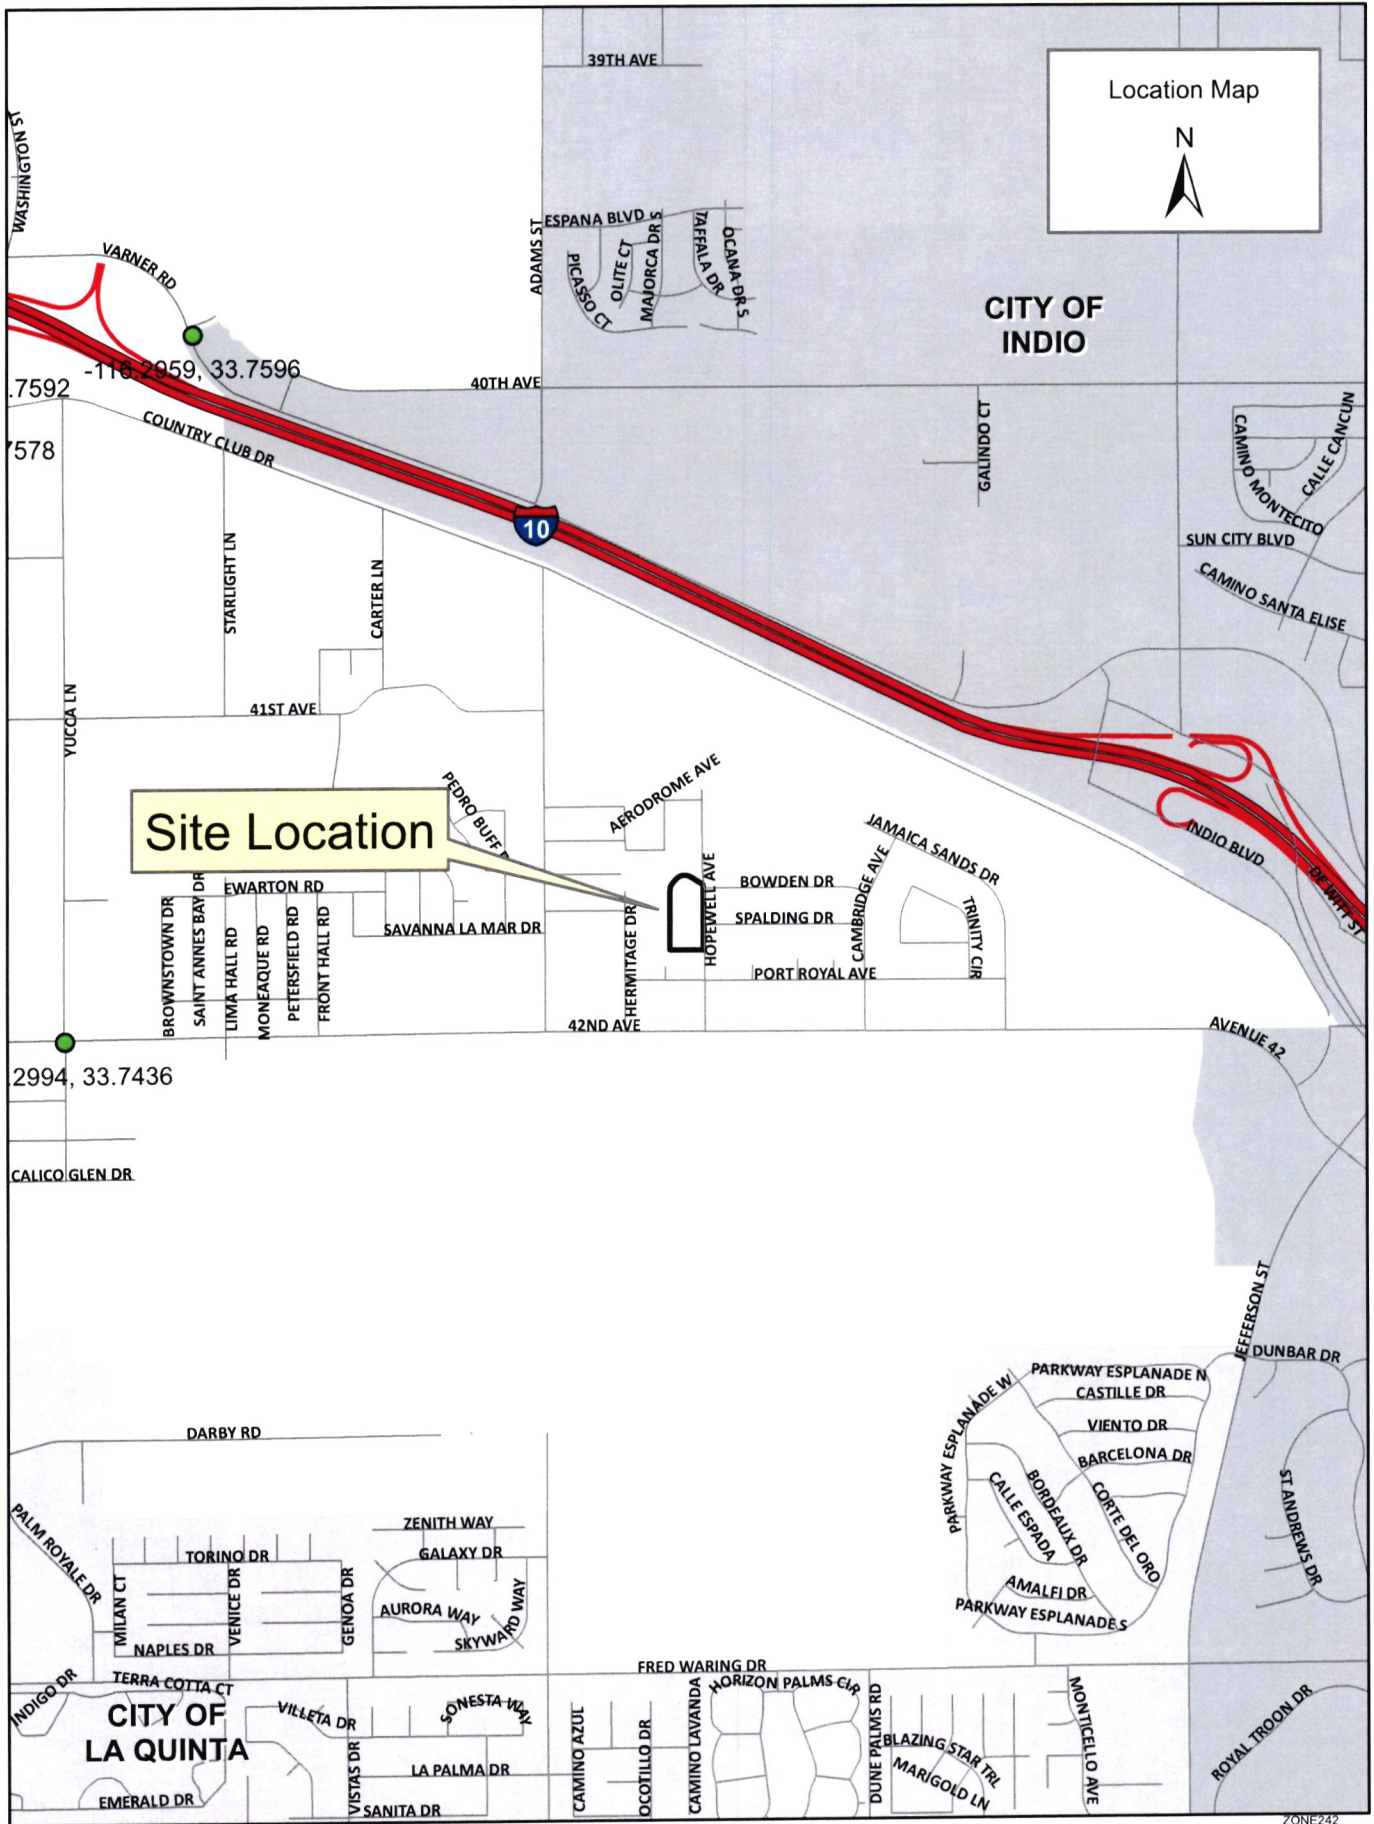 39TH AVE
Location Map
N
WASHINGTON ST
VARNER RD
ADAMS ST
ESPANA BLVD
PICASSO CT
OLITE CT
MAJORCA DR S
TAFFALA DR
OCANA DR S
CITY OF
INDIO
-116.2959, 33.7596
.7592
40TH AVE
7578
COUNTRY CLUB DR
GALINDO CT
CAMINO MONTECITO
CALLE CANCUN
10
SUN CITY BLVD
CAMINO SANTA ELISE
STARLIGHT LN
CARTER LN
YUCCA LN
41ST AVE
PEDRO BUFF
AERODROME AVE
Site Location
JAMAICA SANDS DR
INDIO BLVD
DE WITT ST
EWARTON RD
BOWDEN DR
SPALDING DR
SAVANNA LA MAR DR
HERMITAGE DR
HOPEWELL AVE
CAMBRIDGE AVE
TRINITY CIR
BROWNSTOWN DR
SAINT ANNES BAY DR
LIMA HALL RD
MONEAQUE RD
PETERSFIELD RD
FRONT HALL RD
PORT ROYAL AVE
42ND AVE
AVENUE 42
.2994, 33.7436
CALICO GLEN DR
JEFFERSON ST
DUNBAR DR
PARKWAY ESPLANADE N
PARKWAY ESPLANADE W
CASTILLE DR
VIENTO DR
BARCELONA DR
DARBY RD
CALLE ESPADA
BORDEAUX DR
CORTE DEL ORO
ST ANDREWS DR
PALM ROYALE DR
ZENITH WAY
TORINO DR
GALAXY DR
MILAN CT
VENICE DR
GENOA DR
AURORA WAY
SKYWARD WAY
AMALFI DR
PARKWAY ESPLANADE S
NAPLES DR
FRED WARING DR
INDIGO DR
TERRA COTTA CT
HORIZON PALMS CIR
CITY OF
LA QUINTA
VILLETA DR
SONESTA WAY
VISTAS DR
CAMINO AZUL
OCOTILLO DR
CAMINO LAVANDA
DUNE PALMS RD
BLAZING STAR TRL
MARIGOLD LN
MONTICELLO AVE
ROYAL TROON DR
LA PALMA DR
EMERALD DR
SANITA DR
ZONE242